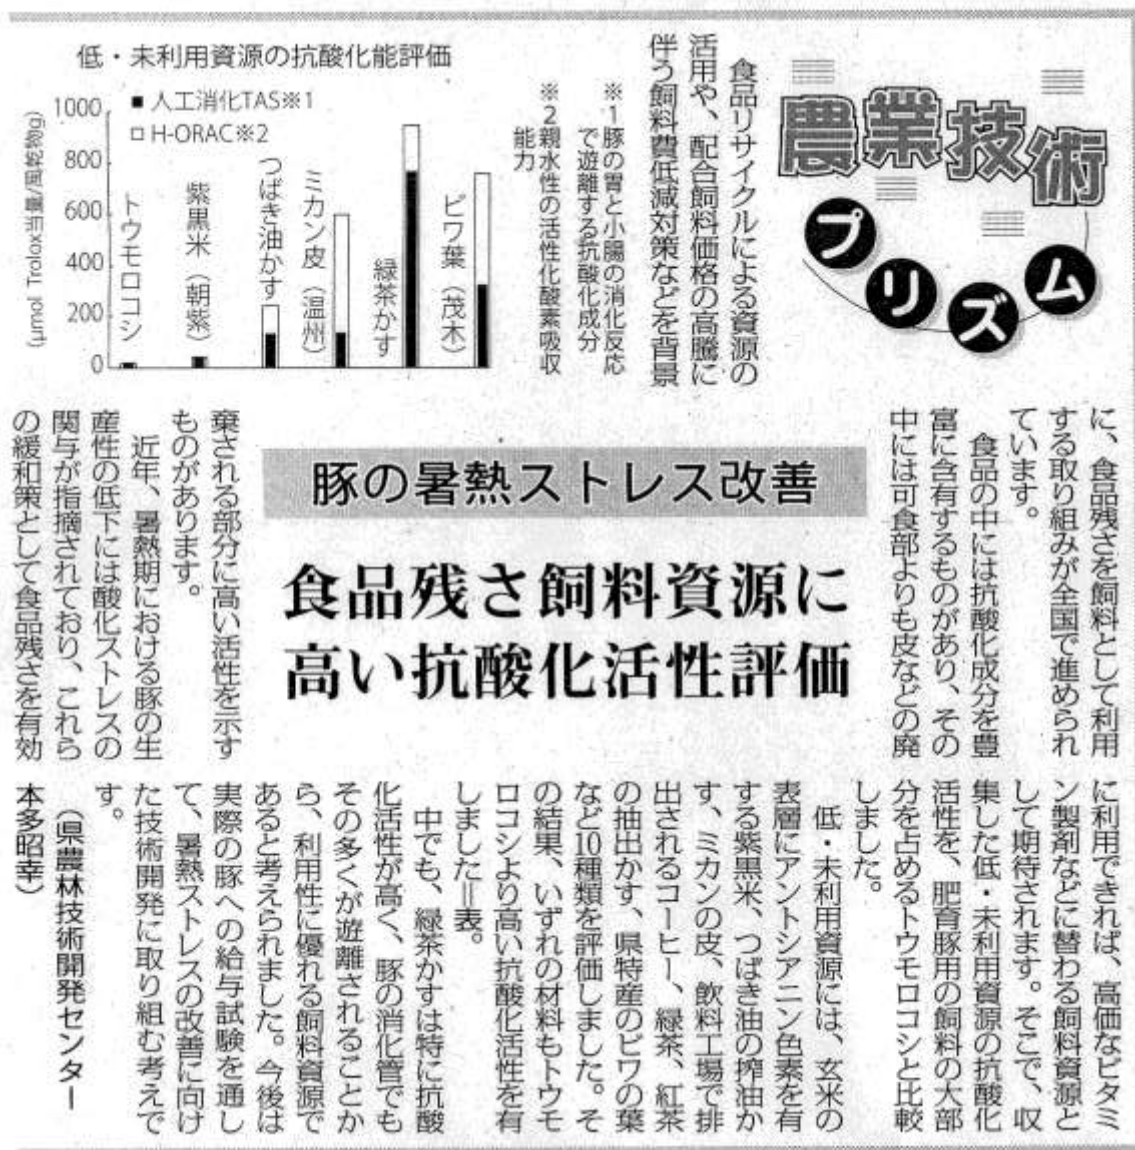 農業技術
プリズム
食品リサイクルによる資源の
活用や、配合飼料価格の高騰に
伴う飼料費低減対策などを背景
※1豚の胃と小腸の消化反応
で遊離する抗酸化成分
※2親水性の活性化酸素吸収
能力
低・未利用資源の抗酸化能評価
■人工消化TAS※1
□H-ORAC※2
(μmol Trolox当量/風乾物g)
1000
800
600
400
200
0
トウモロコシ
紫黒米（朝紫）
つばき油かす
ミカン皮（温州）
緑茶かす
ビワ葉（茂木）
に、食品残さを飼料として利用
する取り組みが全国で進められ
ています。
食品の中には抗酸化成分を豊
富に含有するものがあり、その
中には可食部よりも皮などの廃
豚の暑熱ストレス改善
食品残さ飼料資源に
高い抗酸化活性評価
棄される部分に高い活性を示す
ものがあります。
近年、暑熱期における豚の生
産性の低下には酸化ストレスの
関与が指摘されており、これら
の緩和策として食品残さを有効
に利用できれば、高価なビタミ
ン製剤などに替わる飼料資源と
して期待されます。そこで、収
集した低・未利用資源の抗酸化
活性を、肥育豚用の飼料の大部
分を占めるトウモロコシと比較
しました。
低・未利用資源には、玄米の
表層にアントシアニン色素を有
する紫黒米、つばき油の搾油か
す、ミカンの皮、飲料工場で排
出されるコーヒー、緑茶、紅茶
の抽出かす、県特産のビワの葉
など10種類を評価しました。そ
の結果、いずれの材料もトウモ
ロコシより高い抗酸化活性を有
しました＝表。
中でも、緑茶かすは特に抗酸
化活性が高く、豚の消化管でも
その多くが遊離されることか
ら、利用性に優れる飼料資源で
あると考えられました。今後は
実際の豚への給与試験を通し
て、暑熱ストレスの改善に向け
た技術開発に取り組む考えで
す。
（県農林技術開発センター
本多昭幸）